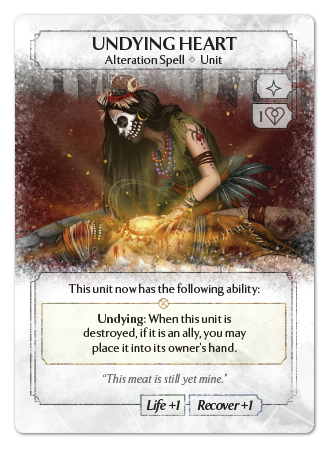 UNDYING HEART
Alteration Spell ◇ Unit
1
This unit now has the following ability:
Undying: When this unit is
destroyed, if it is an ally, you may
place it into its owner's hand.
"This meat is still yet mine."
Life +1 Recover +1